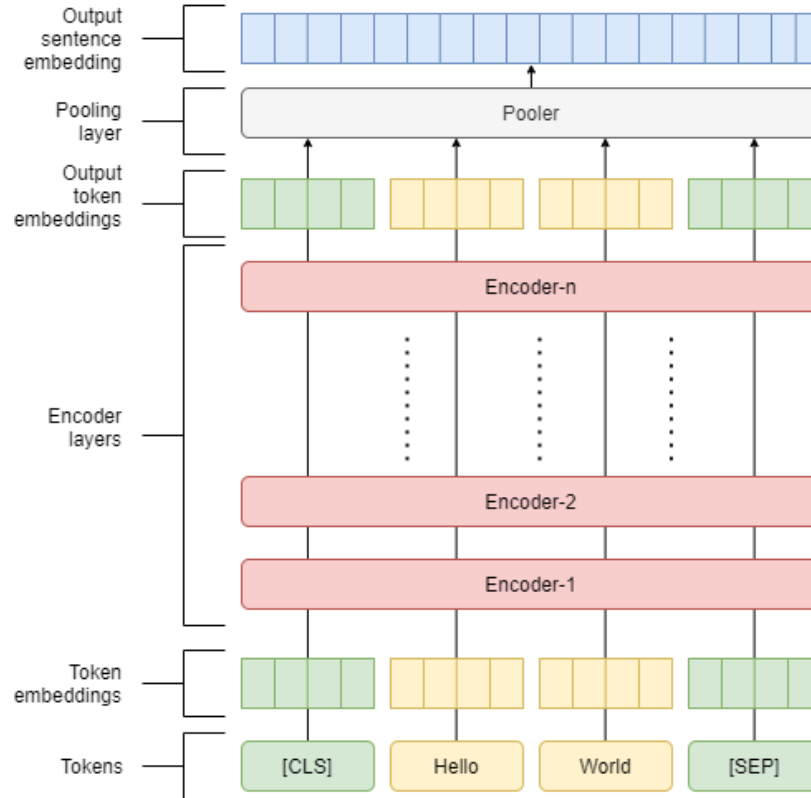 Output
sentence
embedding
Pooling
layer
Pooler
Output
token
embeddings
Encoder-n
Encoder
layers
Encoder-2
Encoder-1
Token
embeddings
Tokens
[CLS]
Hello
World
[SEP]